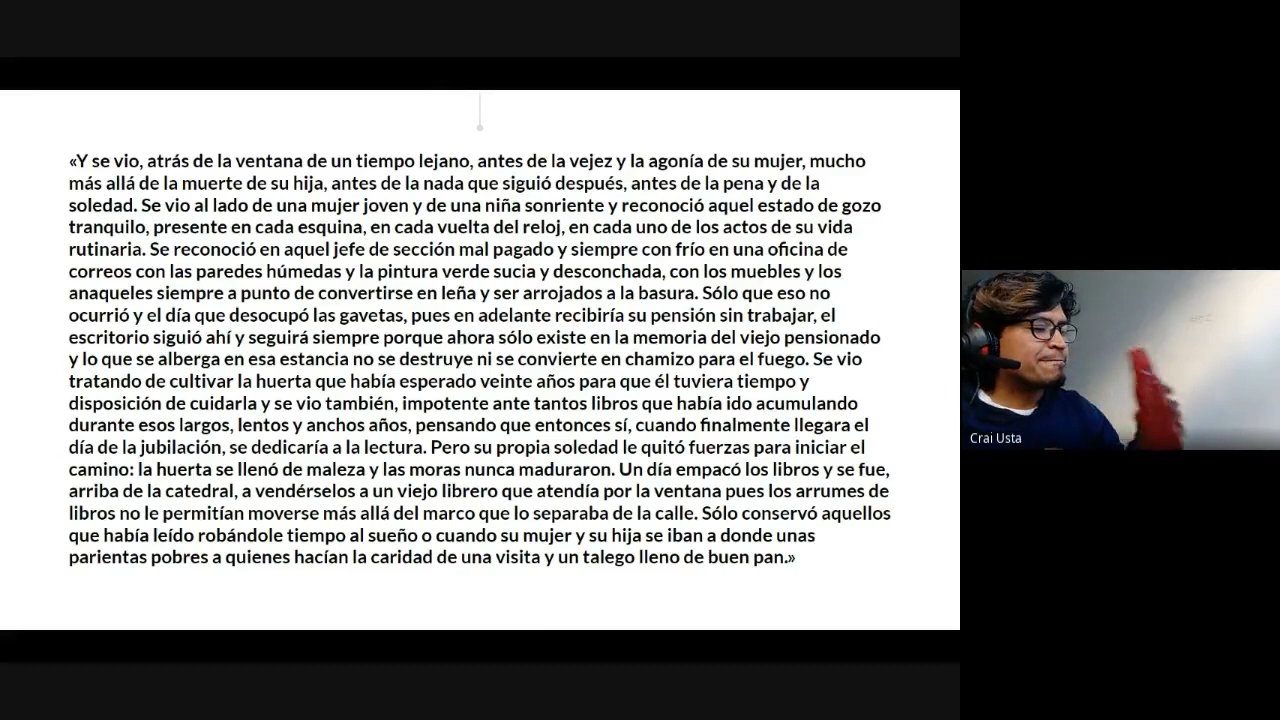 «Y se vio, atrás de la ventana de un tiempo lejano, antes de la vejez y la agonía de su mujer, mucho
más allá de la muerte de su hija, antes de la nada que siguió después, antes de la pena y de la
soledad. Se vio al lado de una mujer joven y de una niña sonriente y reconoció aquel estado de gozo
tranquilo, presente en cada esquina, en cada vuelta del reloj, en cada uno de los actos de su vida
rutinaria. Se reconoció en aquel jefe de sección mal pagado y siempre con frío en una oficina de
correos con las paredes húmedas y la pintura verde sucia y desconchada, con los muebles y los
anaqueles siempre a punto de convertirse en leña y ser arrojados a la basura. Sólo que eso no
ocurrió y el día que desocupó las gavetas, pues en adelante recibiría su pensión sin trabajar, el
escritorio siguió ahí y seguirá siempre porque ahora sólo existe en la memoria del viejo pensionado
y lo que se alberga en esa estancia no se destruye ni se convierte en chamizo para el fuego. Se vio
tratando de cultivar la huerta que había esperado veinte años para que él tuviera tiempo y
disposición de cuidarla y se vio también, impotente ante tantos libros que había ido acumulando
durante esos largos, lentos y anchos años, pensando que entonces sí, cuando finalmente llegara el
día de la jubilación, se dedicaría a la lectura. Pero su propia soledad le quitó fuerzas para iniciar el
camino: la huerta se llenó de maleza y las moras nunca maduraron. Un día empacó los libros y se fue,
arriba de la catedral, a vendérselos a un viejo librero que atendía por la ventana pues los arrumes de
libros no le permitían moverse más allá del marco que lo separaba de la calle. Sólo conservó aquellos
que había leído robándole tiempo al sueño o cuando su mujer y su hija se iban a donde unas
parientas pobres a quienes hacían la caridad de una visita y un talego lleno de buen pan.»
Crai Usta